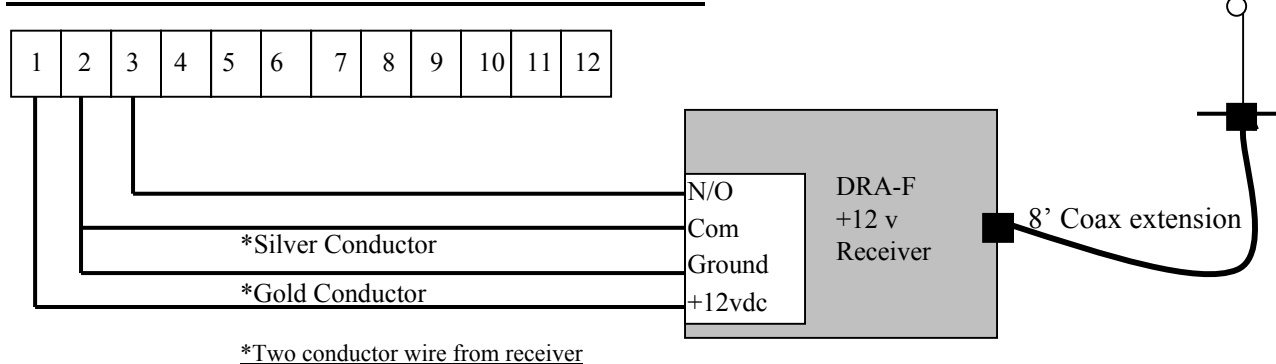 1 2 3 4 5 6 7 8 9 10 11 12
N/O
Com
*Silver Conductor
Ground
*Gold Conductor
+12vdc
DRA-F
+12 v
Receiver
8’ Coax extension
*Two conductor wire from receiver